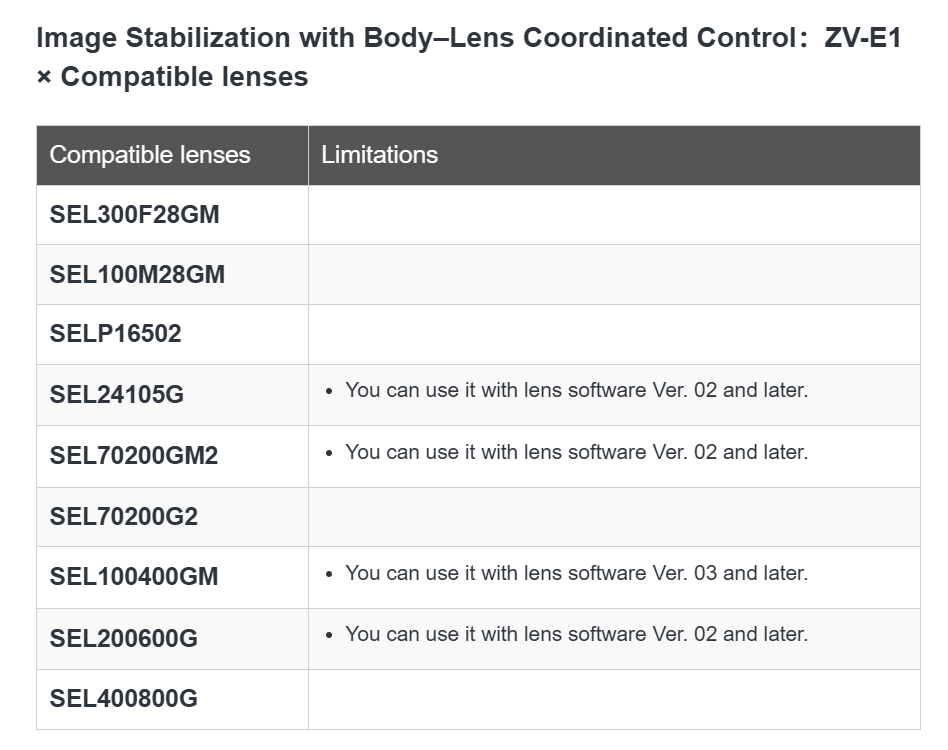 Image Stabilization with Body–Lens Coordinated Control：ZV-E1
× Compatible lenses
Compatible lenses Limitations
SEL300F28GM
SEL100M28GM
SELP16502
SEL24105G • You can use it with lens software Ver. 02 and later.
SEL70200GM2 • You can use it with lens software Ver. 02 and later.
SEL70200G2
SEL100400GM • You can use it with lens software Ver. 03 and later.
SEL200600G • You can use it with lens software Ver. 02 and later.
SEL400800G